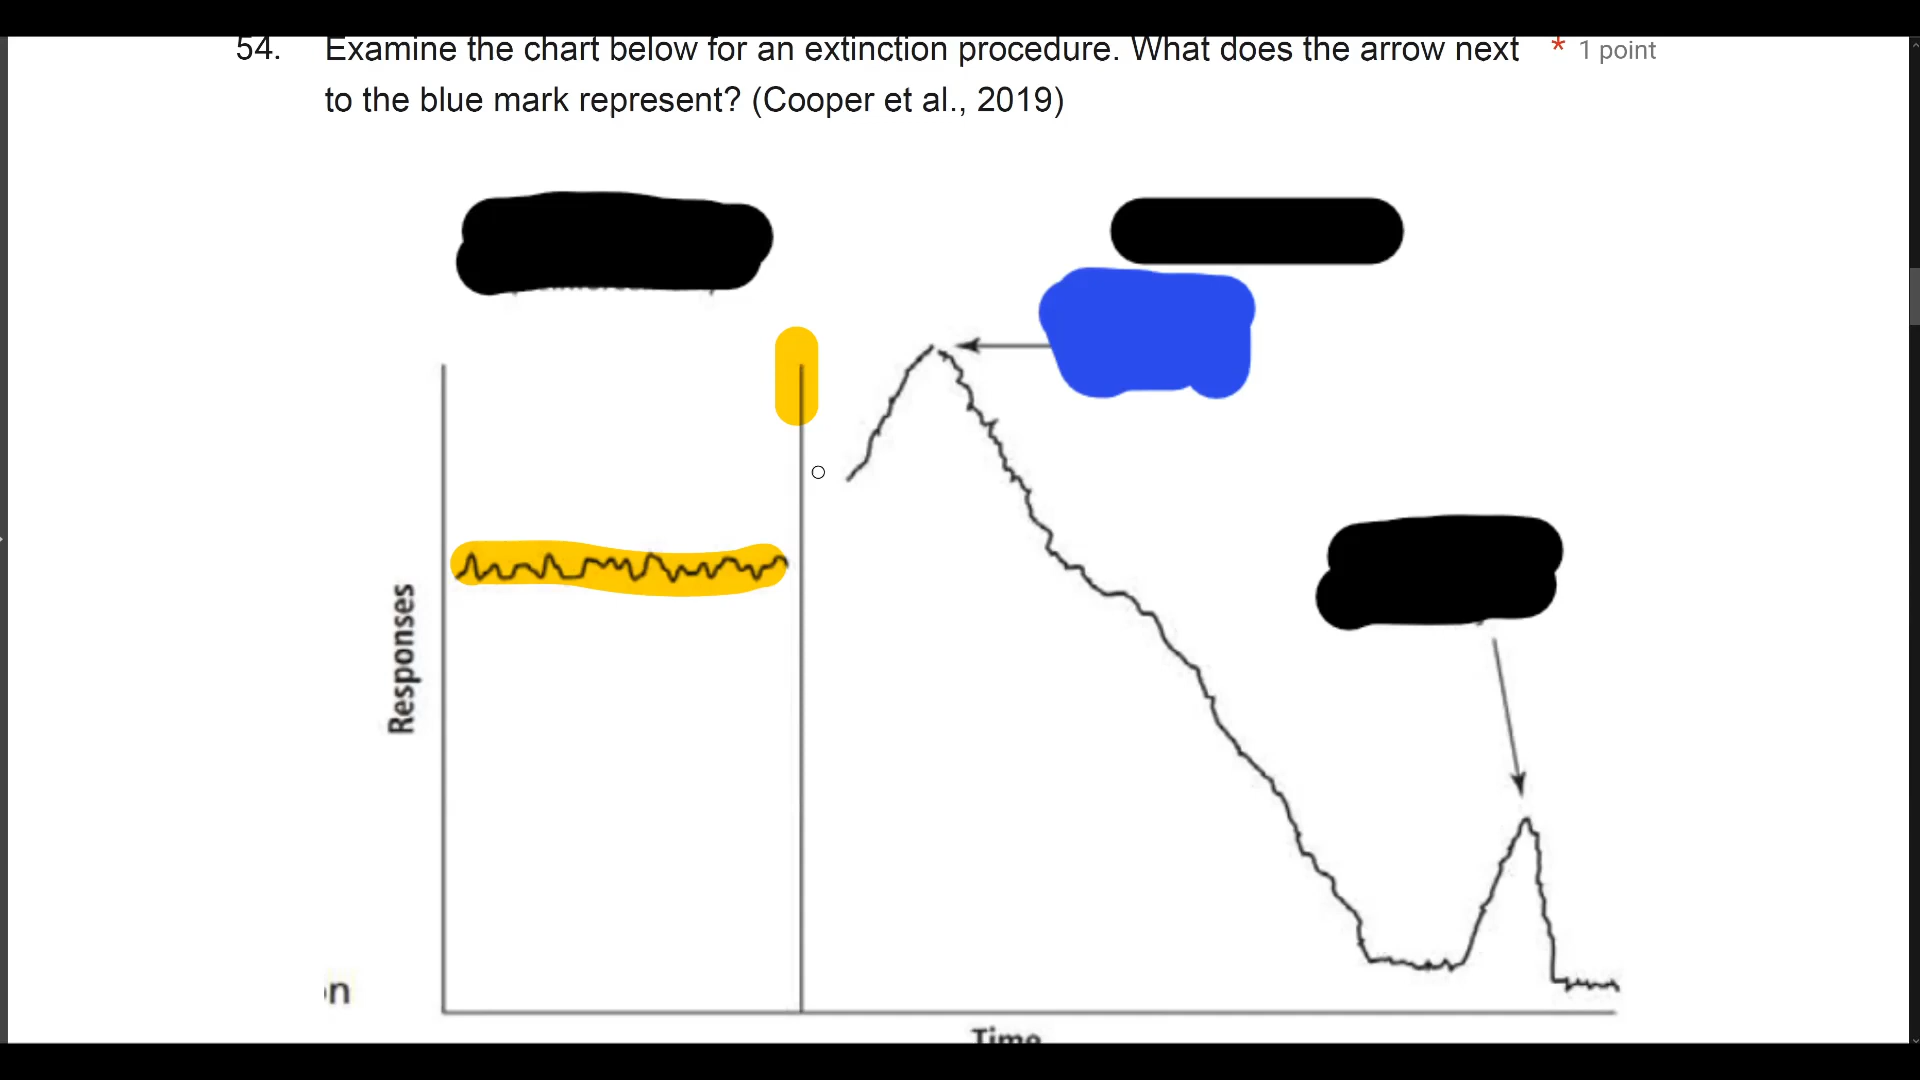 54. Examine the chart below for an extinction procedure. What does the arrow next * 1 point
to the blue mark represent? (Cooper et al., 2019)
Responses
n
Time